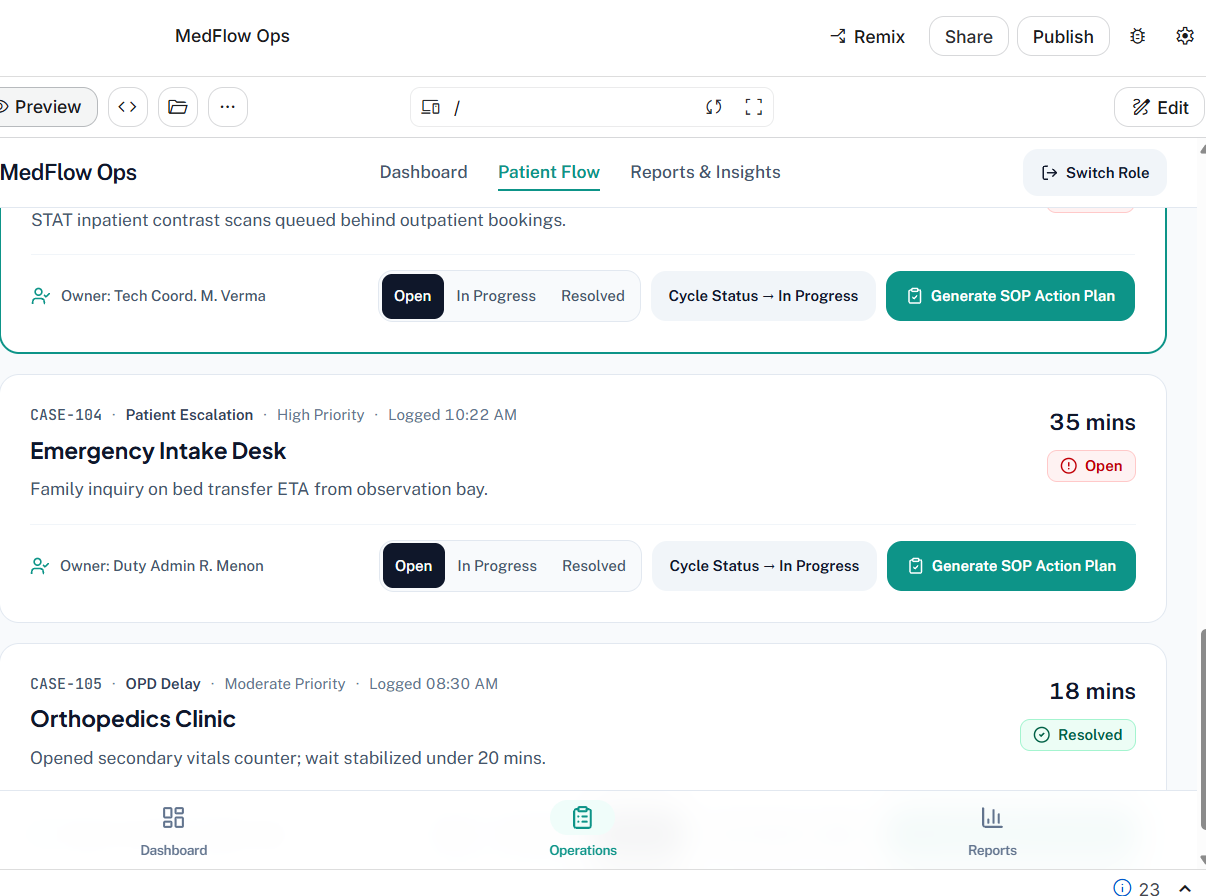 MedFlow Ops
Remix
Share
Publish
Preview
/
Edit
MedFlow Ops
Dashboard
Patient Flow
Reports & Insights
Switch Role
STAT inpatient contrast scans queued behind outpatient bookings.
Owner: Tech Coord. M. Verma
Open
In Progress
Resolved
Cycle Status → In Progress
Generate SOP Action Plan
CASE-104 · Patient Escalation · High Priority · Logged 10:22 AM
35 mins
Emergency Intake Desk
Open
Family inquiry on bed transfer ETA from observation bay.
Owner: Duty Admin R. Menon
Open
In Progress
Resolved
Cycle Status → In Progress
Generate SOP Action Plan
CASE-105 · OPD Delay · Moderate Priority · Logged 08:30 AM
18 mins
Orthopedics Clinic
Resolved
Opened secondary vitals counter; wait stabilized under 20 mins.
Dashboard
Operations
Reports
23